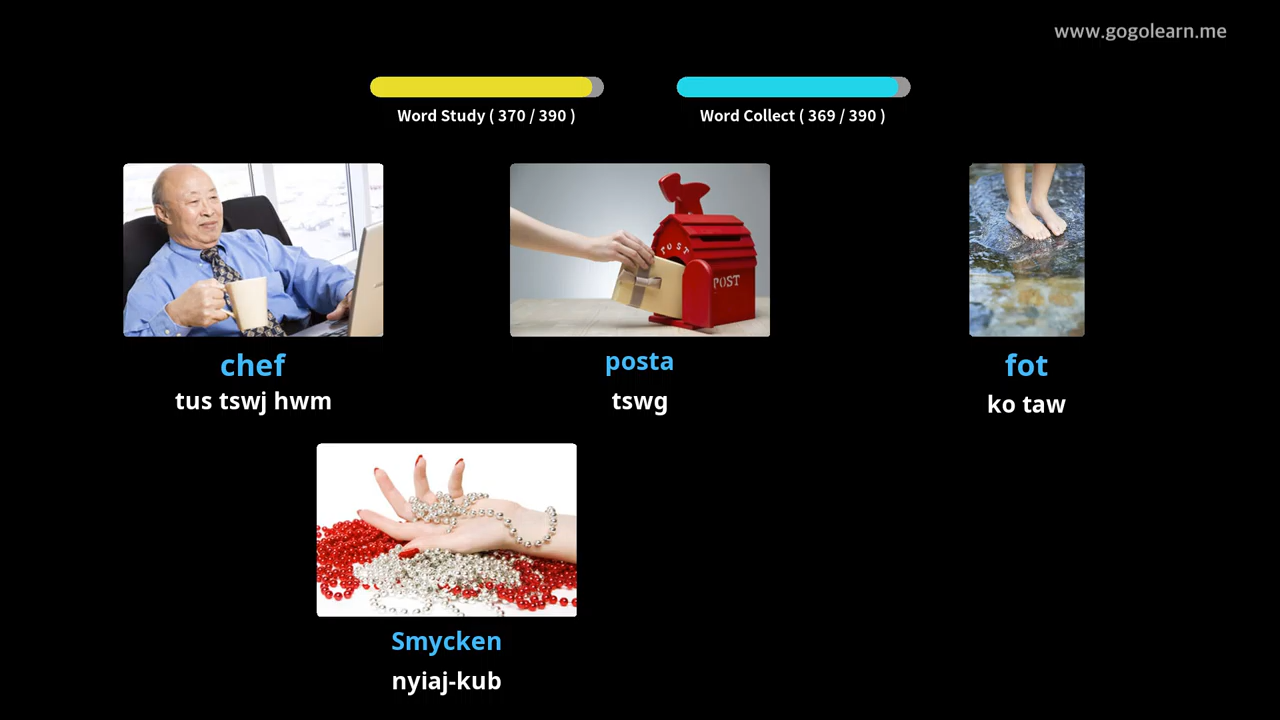 www.gogolearn.me
Word Study ( 370 / 390 )
Word Collect ( 369 / 390 )
POST
POST
chef
tus tswj hwm
posta
tswg
fot
ko taw
Smycken
nyiaj-kub